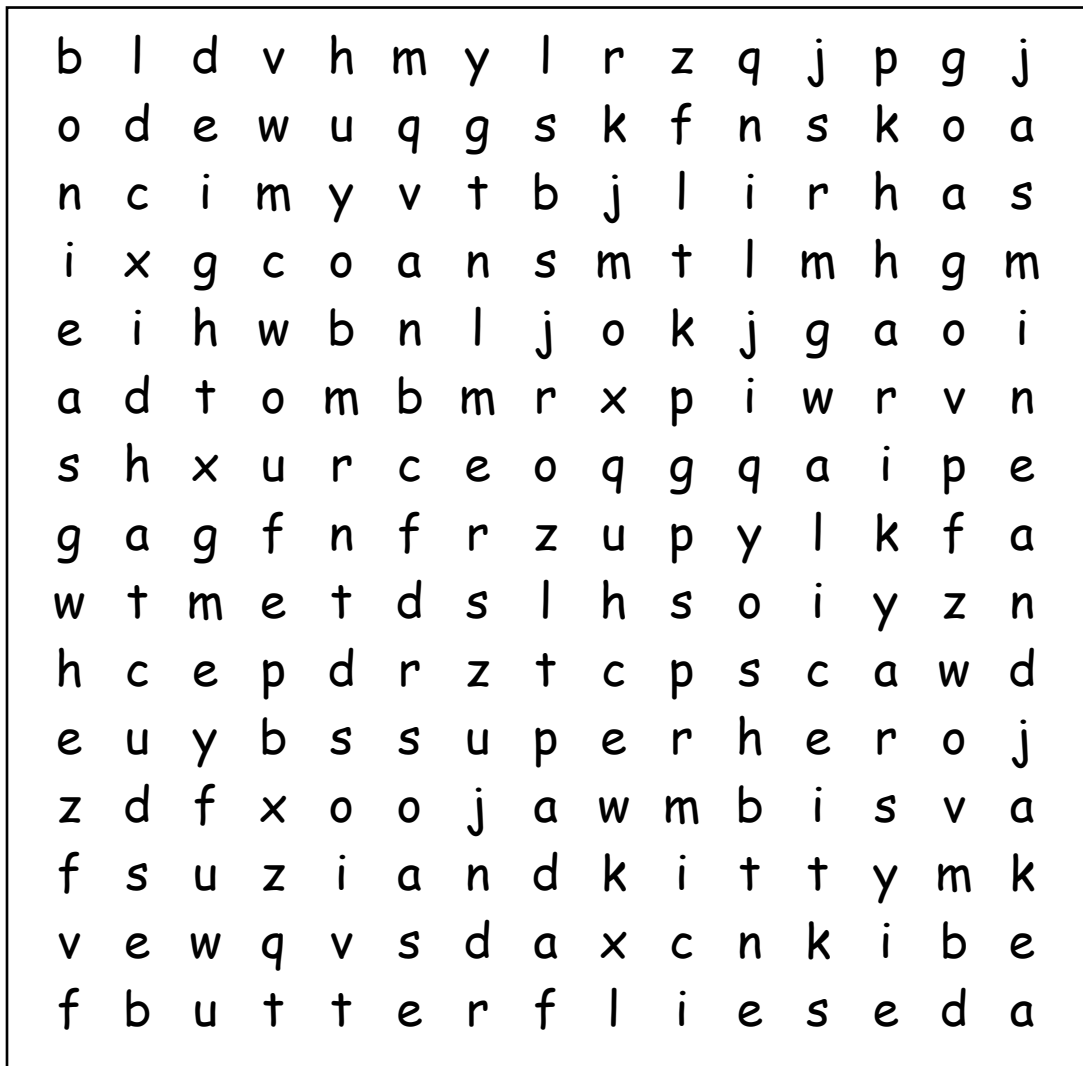 b l d v h m y l r z q j p g j
o d e w u q g s k f n s k o a
n c i m y v t b j l i r h a s
i x g c o a n s m t l m h g m
e i h w b n l j o k j g a o i
a d t o m b m r x p i w r v n
s h x u r c e o q g q a i p e
g a g f n f r z u p y l k f a
w t m e t d s l h s o i y z n
h c e p d r z t c p s c a w d
e u y b s s u p e r h e r o j
z d f x o o j a w m b i s v a
f s u z i a n d k i t t y m k
v e w q v s d a x c n k i b e
f b u t t e r f l i e s e d a